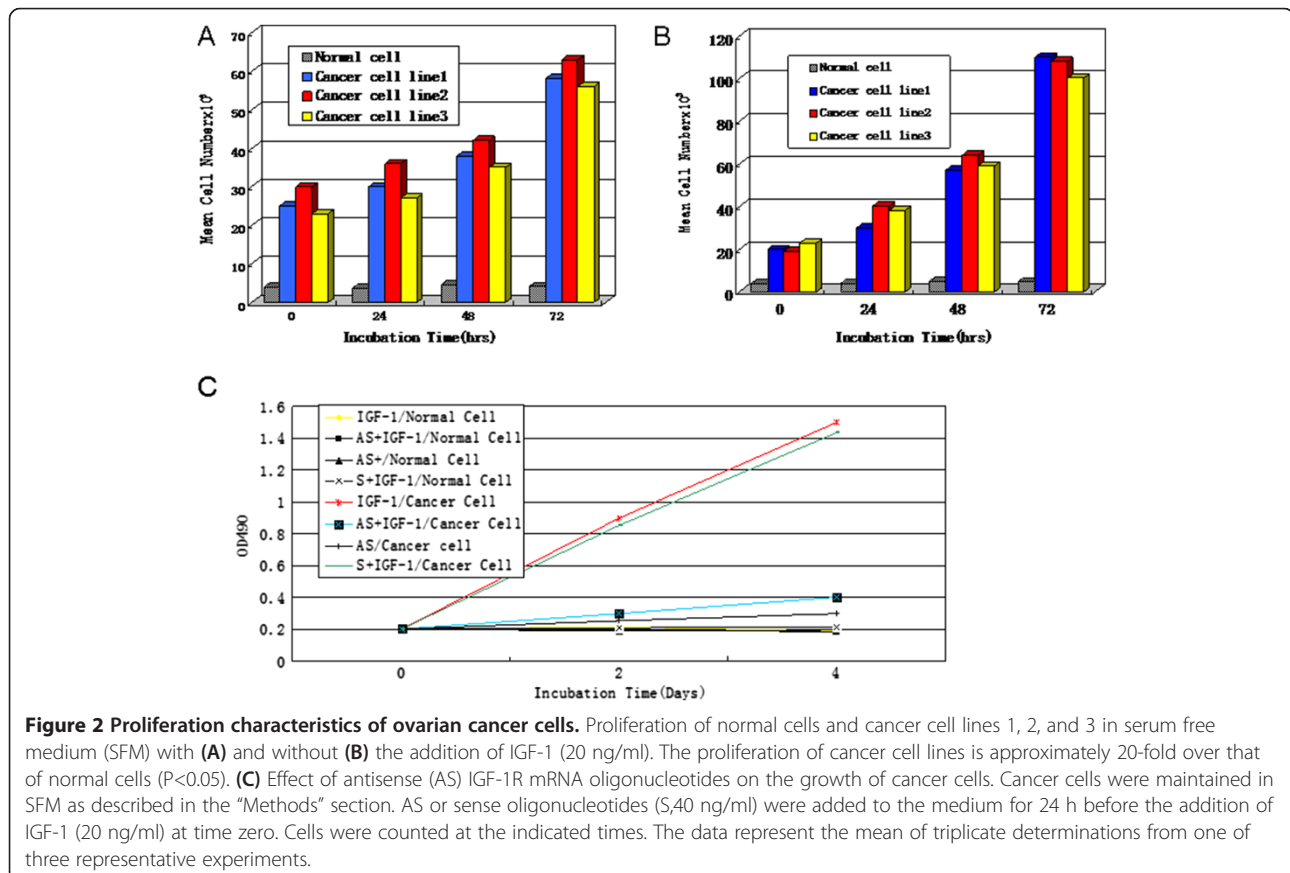 A
70
60
50
40
30
20
10
0
Mean Cell Number×10³
Normal cell
Cancer cell line1
Cancer cell line2
Cancer cell line3
0 24 48 72
Incubation Time(hrs)
B
120
100
80
60
40
20
0
Mean Cell Number×10³
Normal cell
Cancer cell line1
Cancer cell line2
Cancer cell line3
0 24 48 72
Incubation Time(hrs)
C
1.6
1.4
1.2
1
0.8
0.6
0.4
0.2
0
OD490
IGF-1/Normal Cell
AS+IGF-1/Normal Cell
AS+/Normal Cell
S+IGF-1/Normal Cell
IGF-1/Cancer Cell
AS+IGF-1/Cancer Cell
AS/Cancer cell
S+IGF-1/Cancer Cell
0 2 4
Incubation Time(Days)
Figure 2 Proliferation characteristics of ovarian cancer cells. Proliferation of normal cells and cancer cell lines 1, 2, and 3 in serum free
medium (SFM) with (A) and without (B) the addition of IGF-1 (20 ng/ml). The proliferation of cancer cell lines is approximately 20-fold over that
of normal cells (P<0.05). (C) Effect of antisense (AS) IGF-1R mRNA oligonucleotides on the growth of cancer cells. Cancer cells were maintained in
SFM as described in the “Methods” section. AS or sense oligonucleotides (S,40 ng/ml) were added to the medium for 24 h before the addition of
IGF-1 (20 ng/ml) at time zero. Cells were counted at the indicated times. The data represent the mean of triplicate determinations from one of
three representative experiments.